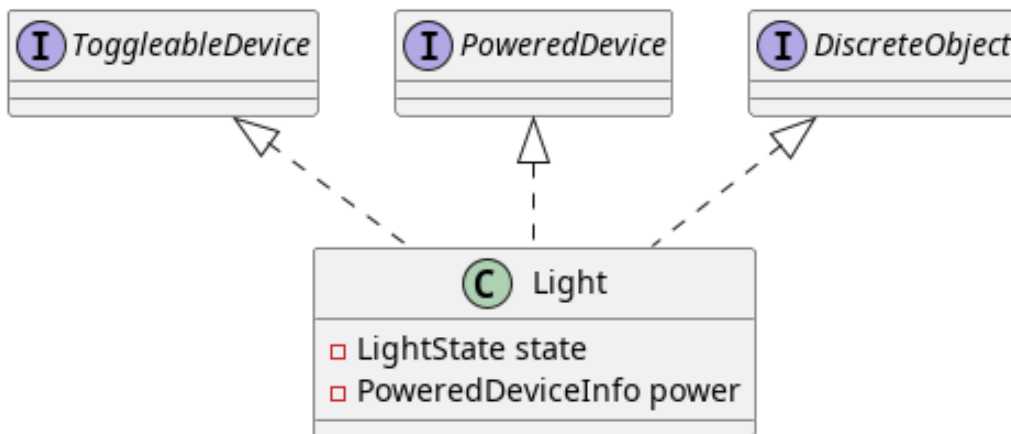 I ToggleableDevice
I PoweredDevice
I DiscreteObject
C Light
LightState state
PoweredDeviceInfo power